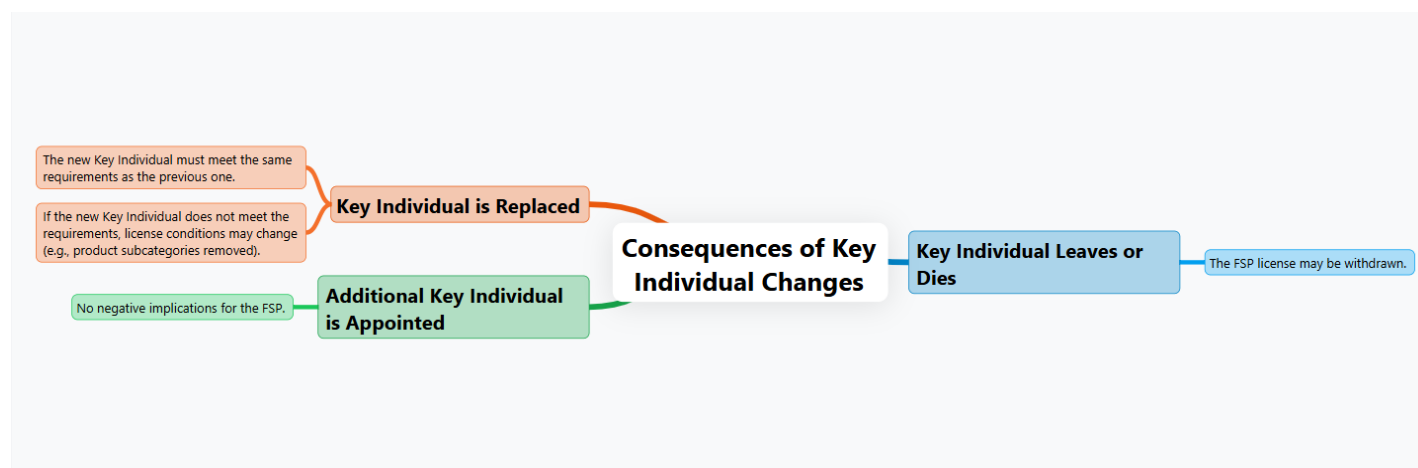 The new Key Individual must meet the same
requirements as the previous one.
Key Individual is Replaced
If the new Key Individual does not meet the
requirements, license conditions may change
(e.g., product subcategories removed).
Consequences of Key
Individual Changes
Key Individual Leaves or
Dies
The FSP license may be withdrawn.
Additional Key Individual
is Appointed
No negative implications for the FSP.